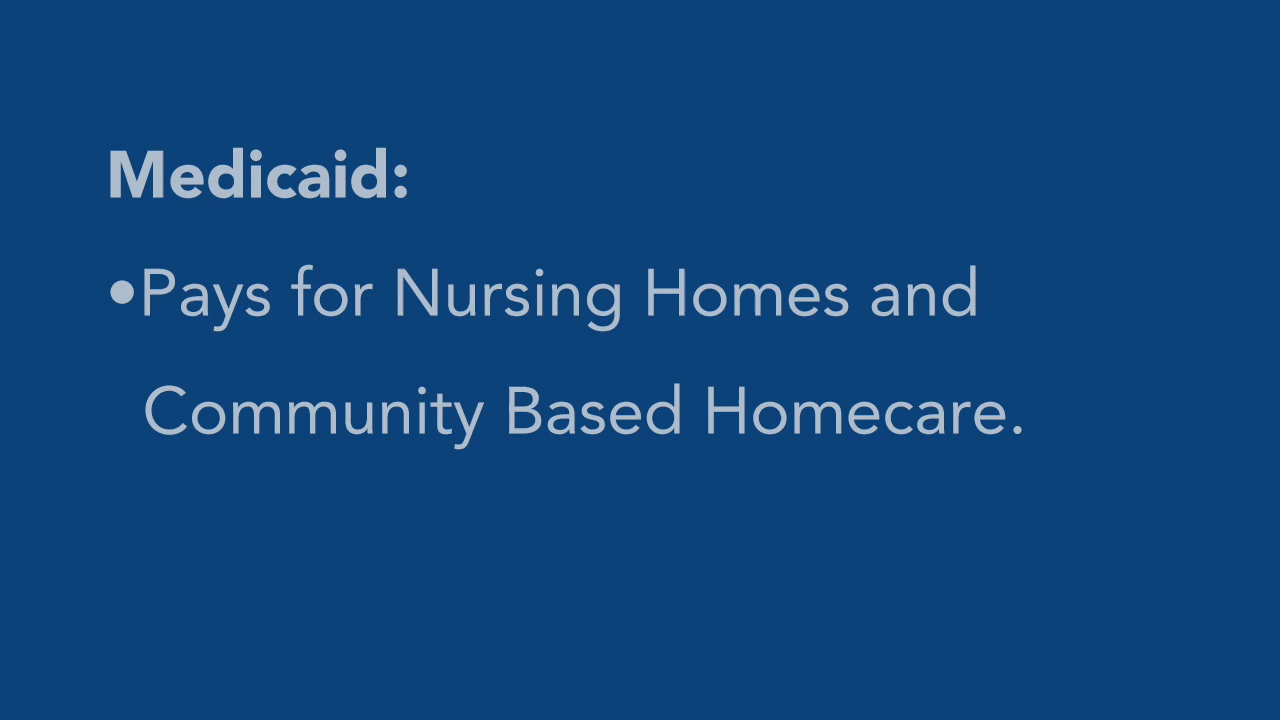 Medicaid:
•Pays for Nursing Homes and
Community Based Homecare.